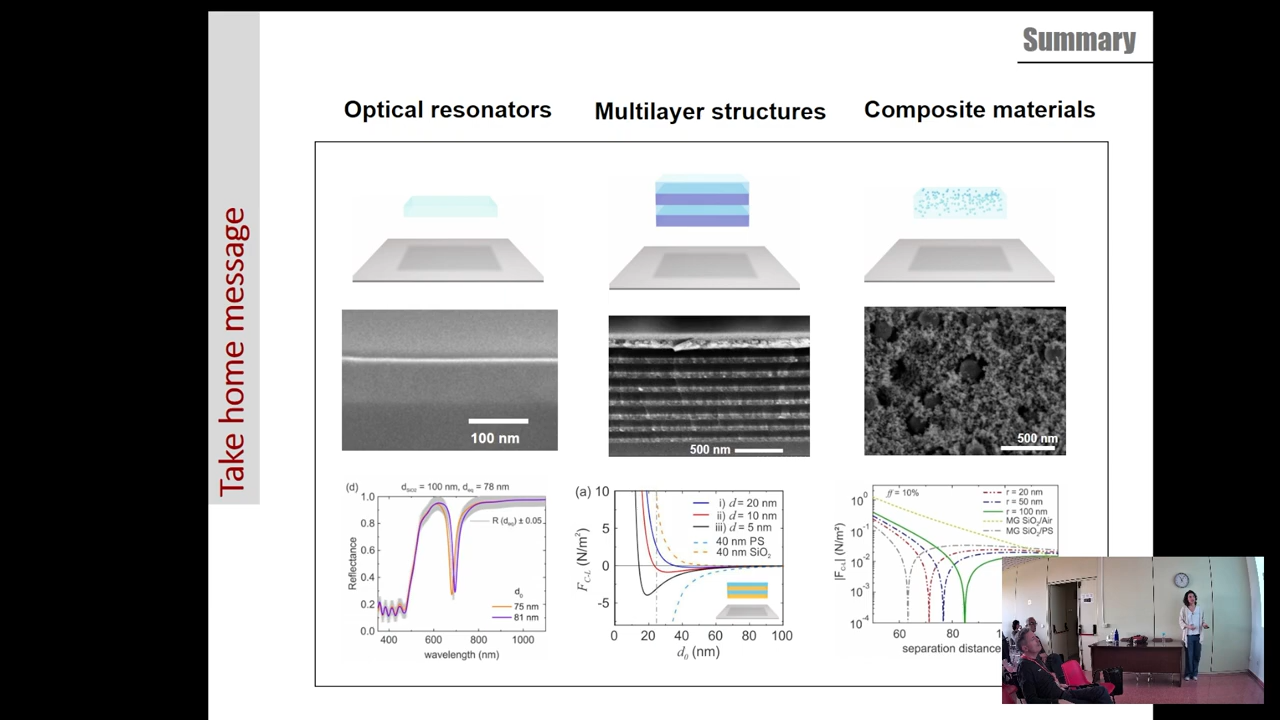 Summary
Take home message
Optical resonators
Multilayer structures
Composite materials
100 nm
500 nm
500 nm
(d)
d_SiO2 = 100 nm, d_eq = 78 nm
R (d_eq) ± 0.05
d₀
75 nm
81 nm
Reflectance
1.0
0.8
0.6
0.4
0.2
0.0
400
600
800
1000
wavelength (nm)
(a)
10
5
0
-5
F_C-L (N/m²)
i) d = 20 nm
ii) d = 10 nm
iii) d = 5 nm
40 nm PS
40 nm SiO₂
0
20
40
60
80
100
d₀ (nm)
ff = 10%
r = 20 nm
r = 50 nm
r = 100 nm
MG SiO₂/Air
MG SiO₂/PS
|F_C-L| (N/m²)
10⁰
10⁻¹
10⁻²
10⁻³
10⁻⁴
60
80
separation distance